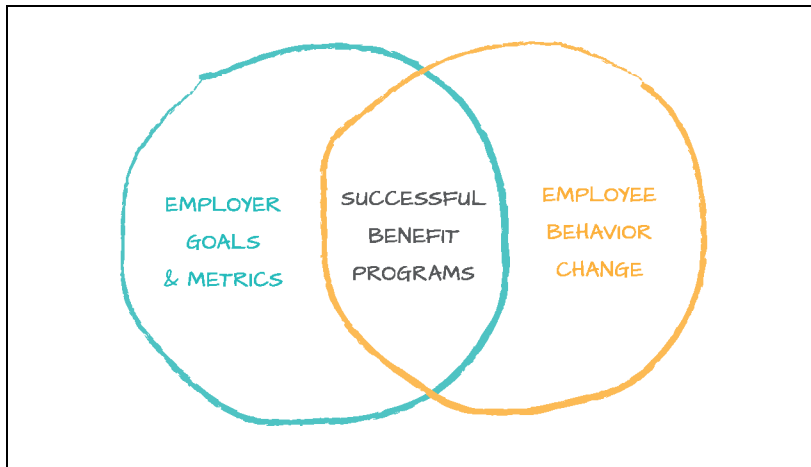 EMPLOYER
GOALS
& METRICS
SUCCESSFUL
BENEFIT
PROGRAMS
EMPLOYEE
BEHAVIOR
CHANGE